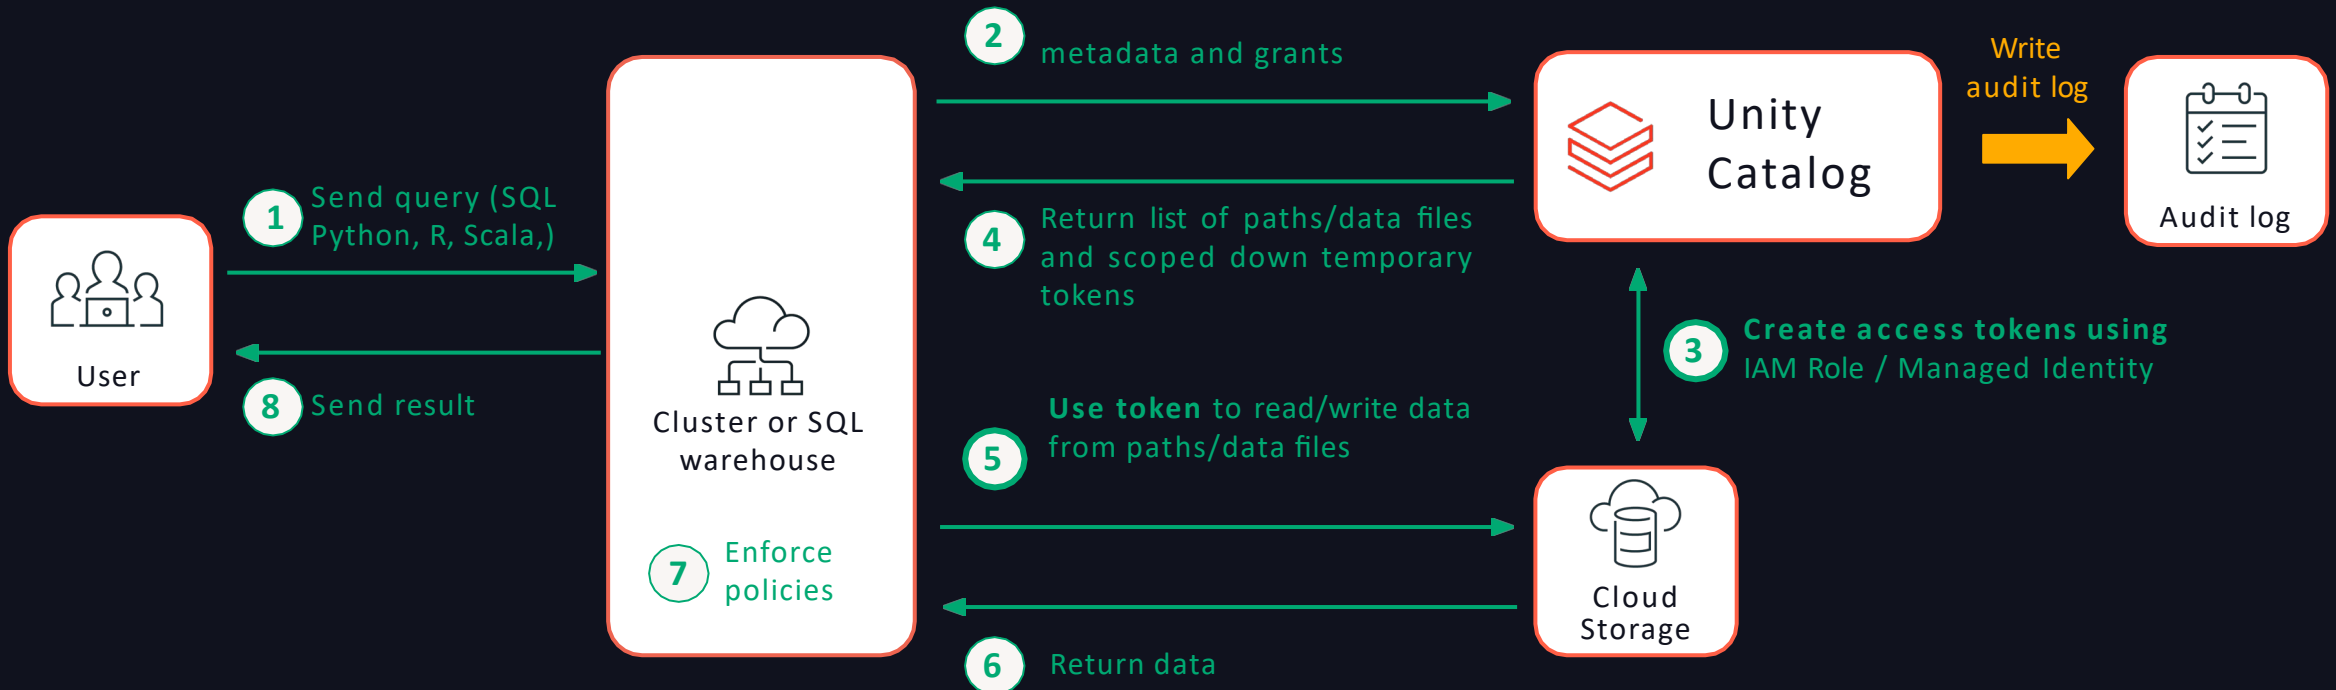 2
metadata and grants
Unity
Catalog
Write
audit log
Audit log
1
Send query (SQL
Python, R, Scala,)
User
8
Send result
4
Return list of paths/data files
and scoped down temporary
tokens
3
Create access tokens using
IAM Role / Managed Identity
Cluster or SQL
warehouse
Use token to read/write data
from paths/data files
5
7
Enforce
policies
Cloud
Storage
6
Return data